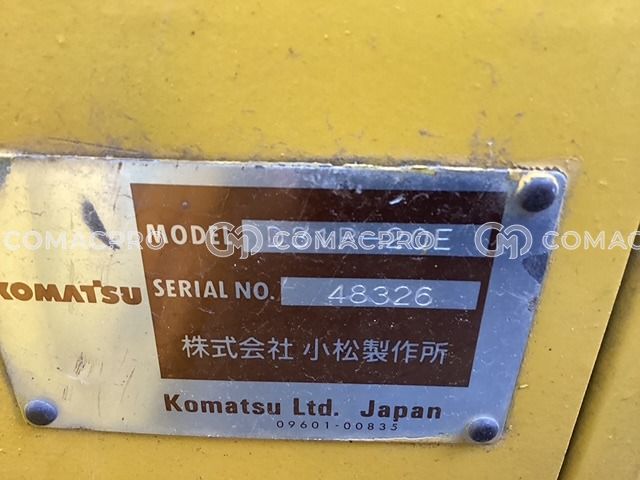 MODEL
KOMATSU
SERIAL NO. 48326
株式会社 小松製作所
Komatsu Ltd. Japan
09601-00835
COMACPRO COMACPRO COMACPRO